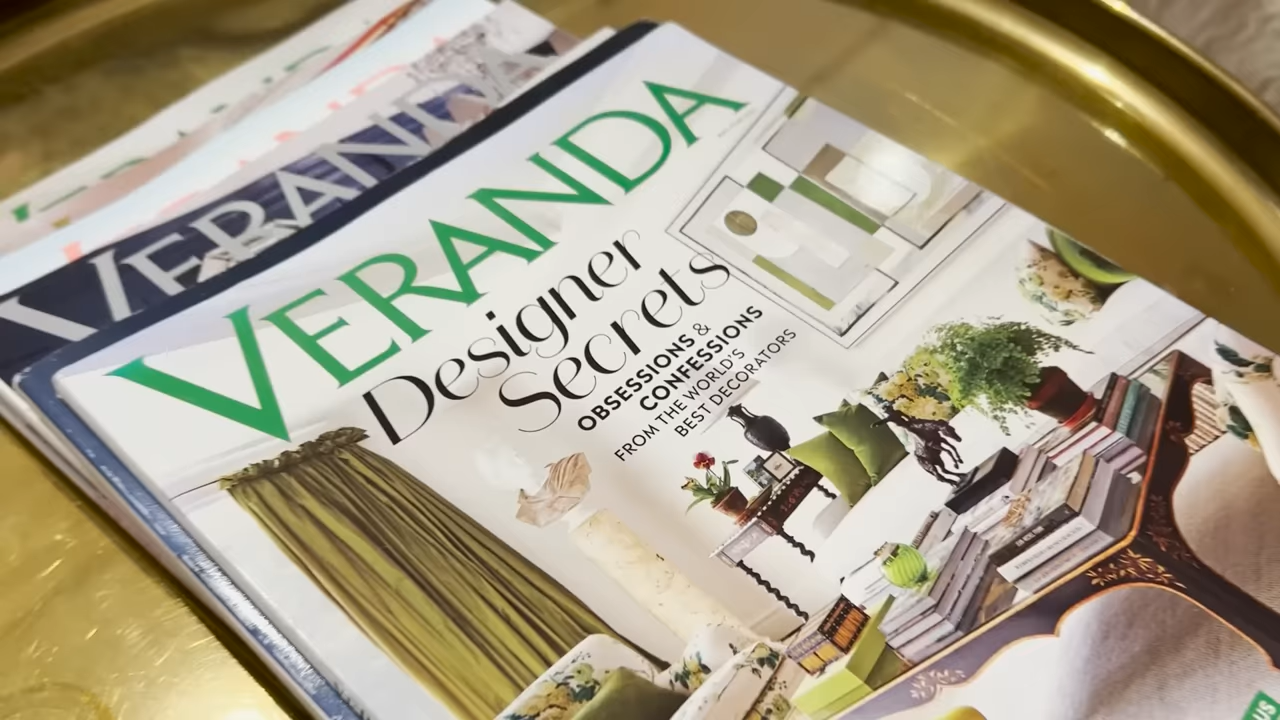 VERANDA
Designer
Secrets
OBSESSIONS &
CONFESSIONS
FROM THE WORLD'S
BEST DECORATORS
VERANDA